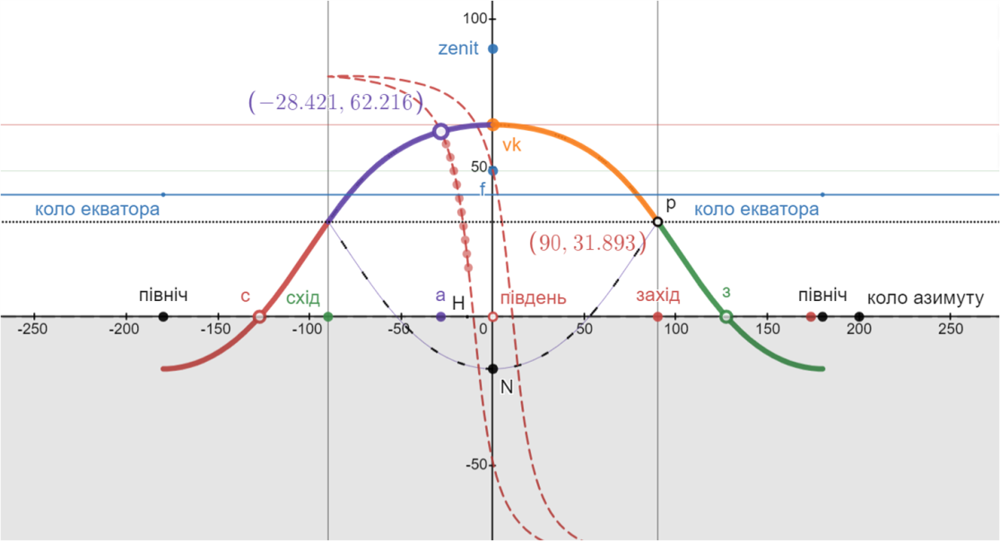 100
zenit
(−28.421, 62.216)
vk
50
f
коло екватора
p
коло екватора
(90, 31.893)
північ
с
схід
а
Н
південь
захід
з
північ
коло азимуту
-250
-200
-150
-100
-50
0
50
100
150
200
250
N
-50